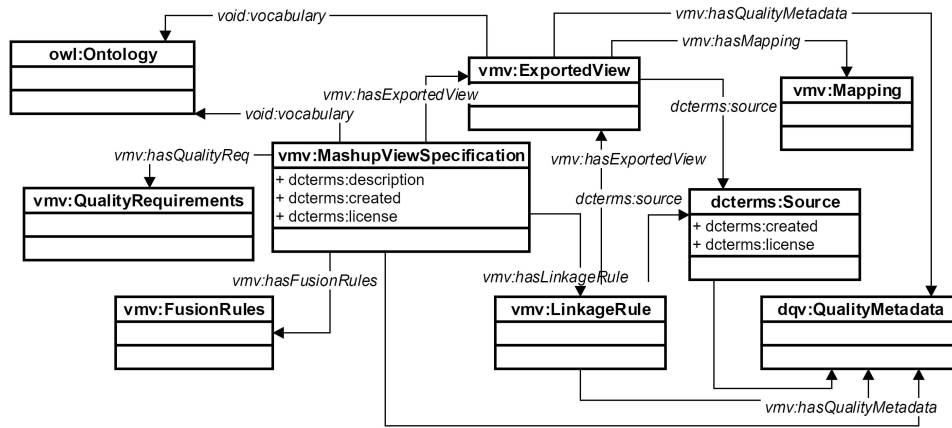 void:vocabulary
vmv:hasQualityMetadata
owl:Ontology
vmv:hasMapping
vmv:ExportedView
vmv:Mapping
vmv:hasExportedView
dcterms:source
void:vocabulary
vmv:hasQualityReq
vmv:MashupViewSpecification
vmv:hasExportedView
+ dcterms:description
+ dcterms:created
+ dcterms:license
vmv:QualityRequirements
dcterms:source
dcterms:Source
+ dcterms:created
+ dcterms:license
vmv:hasFusionRules
vmv:hasLinkageRule
vmv:FusionRules
vmv:LinkageRule
dqv:QualityMetadata
vmv:hasQualityMetadata